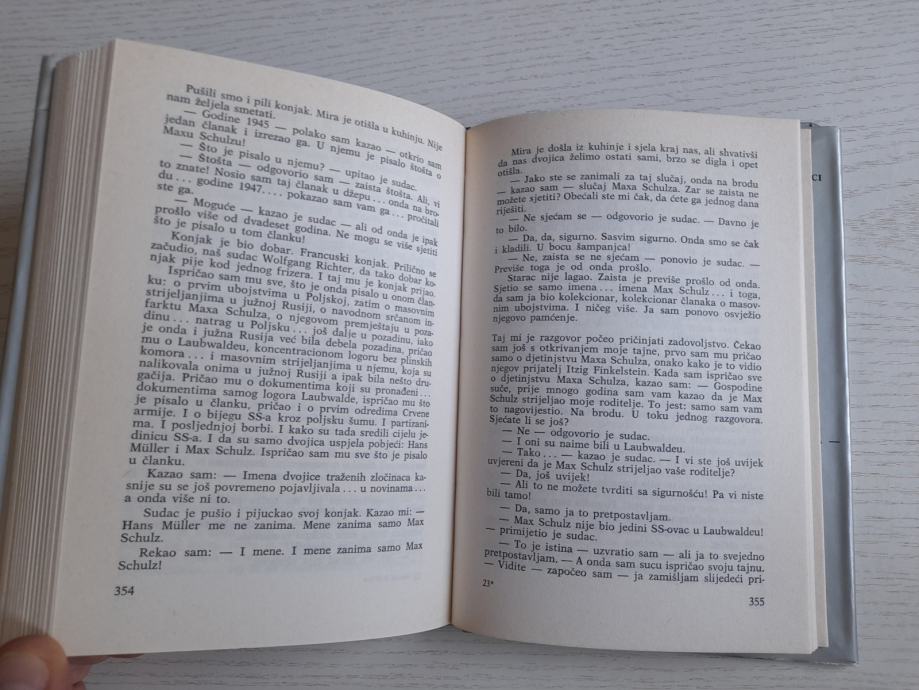 Pušili smo i pili konjak. Mira je otišla u kuhinju. Nije
nam željela smetati.
— Godine 1945 — polako sam kazao — otkrio sam
jedan članak i izrezao ga. U njemu je pisalo štošta o
Maxu Schulzu!
— Što je pisalo u njemu? — upitao je sudac.
— Štošta — odgovorio sam — zaista štošta. Ali, vi
to znate! Nosio sam taj članak u džepu... onda na bro-
du... godine 1947.... pokazao sam vam ga... pročitali
ste ga.
— Moguće — kazao je sudac — ali od onda je ipak
prošlo više od dvadeset godina. Ne mogu se više sjetiti
što je pisalo u tom članku!
Konjak je bio dobar. Francuski konjak. Prilično se
začudio, naš sudac Wolfgang Richter, da tako dobar ko-
njak pije kod jednog frizera. I taj mu je konjak prijao.
Ispričao sam mu sve, što je onda pisalo u onom član-
ku: o prvim ubojstvima u Poljskoj, zatim o masovnim
strijeljanjima u južnoj Rusiji, o navodnom srčanom in-
farktu Maxa Schulza, o njegovom premještaju u poza-
dinu... natrag u Poljsku... još dalje u pozadinu, iako
je onda i južna Rusija već bila debela pozadina, pričao
mu o Laubwaldu, koncentracionom logoru bez plinskih
komora... i masovnim strijeljanjima u njemu, koja su
nalikovala onima u južnoj Rusiji a ipak bila nešto dru-
gačija. Pričao mu o dokumentima koji su pronađeni...
dokumentima samog logora Laubwalde, ispričao mu što
je pisalo u članku, pričao i o prvim odredima Crvene
armije. I o bijegu SS-a kroz poljsku šumu. I partizani-
ma. I posljednjoj borbi. I kako su tada sredili cijelu je-
dinicu SS-a. I da su samo dvojica uspjela pobjeći: Hans
Müller i Max Schulz. Ispričao sam mu sve što je pisalo
u članku.
Kazao sam: — Imena dvojice traženih zločinaca ka-
snije su se još povremeno pojavljivala... u novinama...
a onda više ni to.
Sudac je pušio i pijuckao svoj konjak. Kazao mi: —
Hans Müller me ne zanima. Mene zanima samo Max
Schulz.
Rekao sam: — I mene. I mene zanima samo Max
Schulz!
354
Mira je došla iz kuhinje i sjela kraj nas, ali shvativši
da nas dvojica želimo ostati sami, brzo se digla i opet
otišla.
— Jako ste se zanimali za taj slučaj, onda na brodu
— kazao sam — slučaj Maxa Schulza. Zar se zaista ne
možete sjetiti? Obećali ste mi čak, da ćete ga jednog dana
riješiti.
— Ne sjećam se — odgovorio je sudac. — Davno je
to bilo.
— Da, da, sigurno. Sasvim sigurno. Onda smo se čak
i kladili. U bocu šampanjca!
— Ne, zaista se ne sjećam — ponovio je sudac. —
Previše toga je od onda prošlo.
Starac nije lagao. Zaista je previše prošlo od onda.
Sjetio se samo imena... imena Max Schulz... i toga,
da sam ja bio kolekcionar, kolekcionar članaka o masov-
nim ubojstvima. I ničeg više. Ja sam ponovo osvježio
njegovo pamćenje.
Taj mi je razgovor počeo pričinjati zadovoljstvo. Čekao
sam još s otkrivanjem moje tajne, prvo sam mu pričao
samo o djetinjstvu Maxa Schulza, onako kako je to vidio
njegov prijatelj Itzig Finkelstein. Kada sam ispričao sve
o djetinjstvu Maxa Schulza, kazao sam: — Gospodine
suče, prije mnogo godina sam vam kazao da je Max
Schulz strijeljao moje roditelje. To jest: samo sam vam
to nagovijestio. Na brodu. U toku jednog razgovora.
Sjećate li se još?
— Ne — odgovorio je sudac.
— I oni su naime bili u Laubwaldeu.
— Tako... — kazao je sudac. — I vi ste još uvijek
uvjereni da je Max Schulz strijeljao vaše roditelje?
— Da, još uvijek!
— Ali to ne možete tvrditi sa sigurnošću! Pa vi niste
bili tamo!
— Da, samo ja to pretpostavljam.
— Max Schulz nije bio jedini SS-ovac u Laubwaldeu!
— primijetio je sudac.
— To je istina — uzvratio sam — ali ja to svejedno
pretpostavljam. — A onda sam sucu ispričao svoju tajnu.
— Vidite — započeo sam — ja zamišljam slijedeći pri-
23*
355
CI